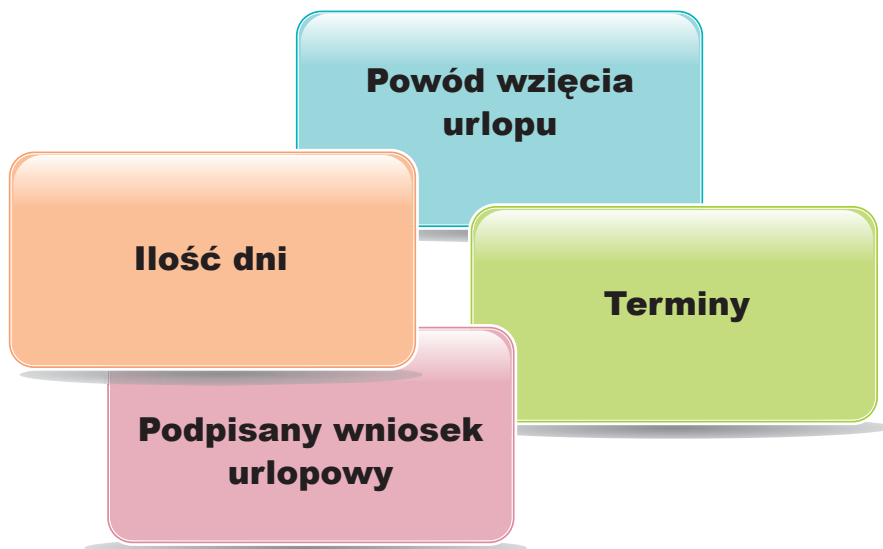 Powód wzięcia
urlopu
Ilość dni
Terminy
Podpisany wniosek
urlopowy